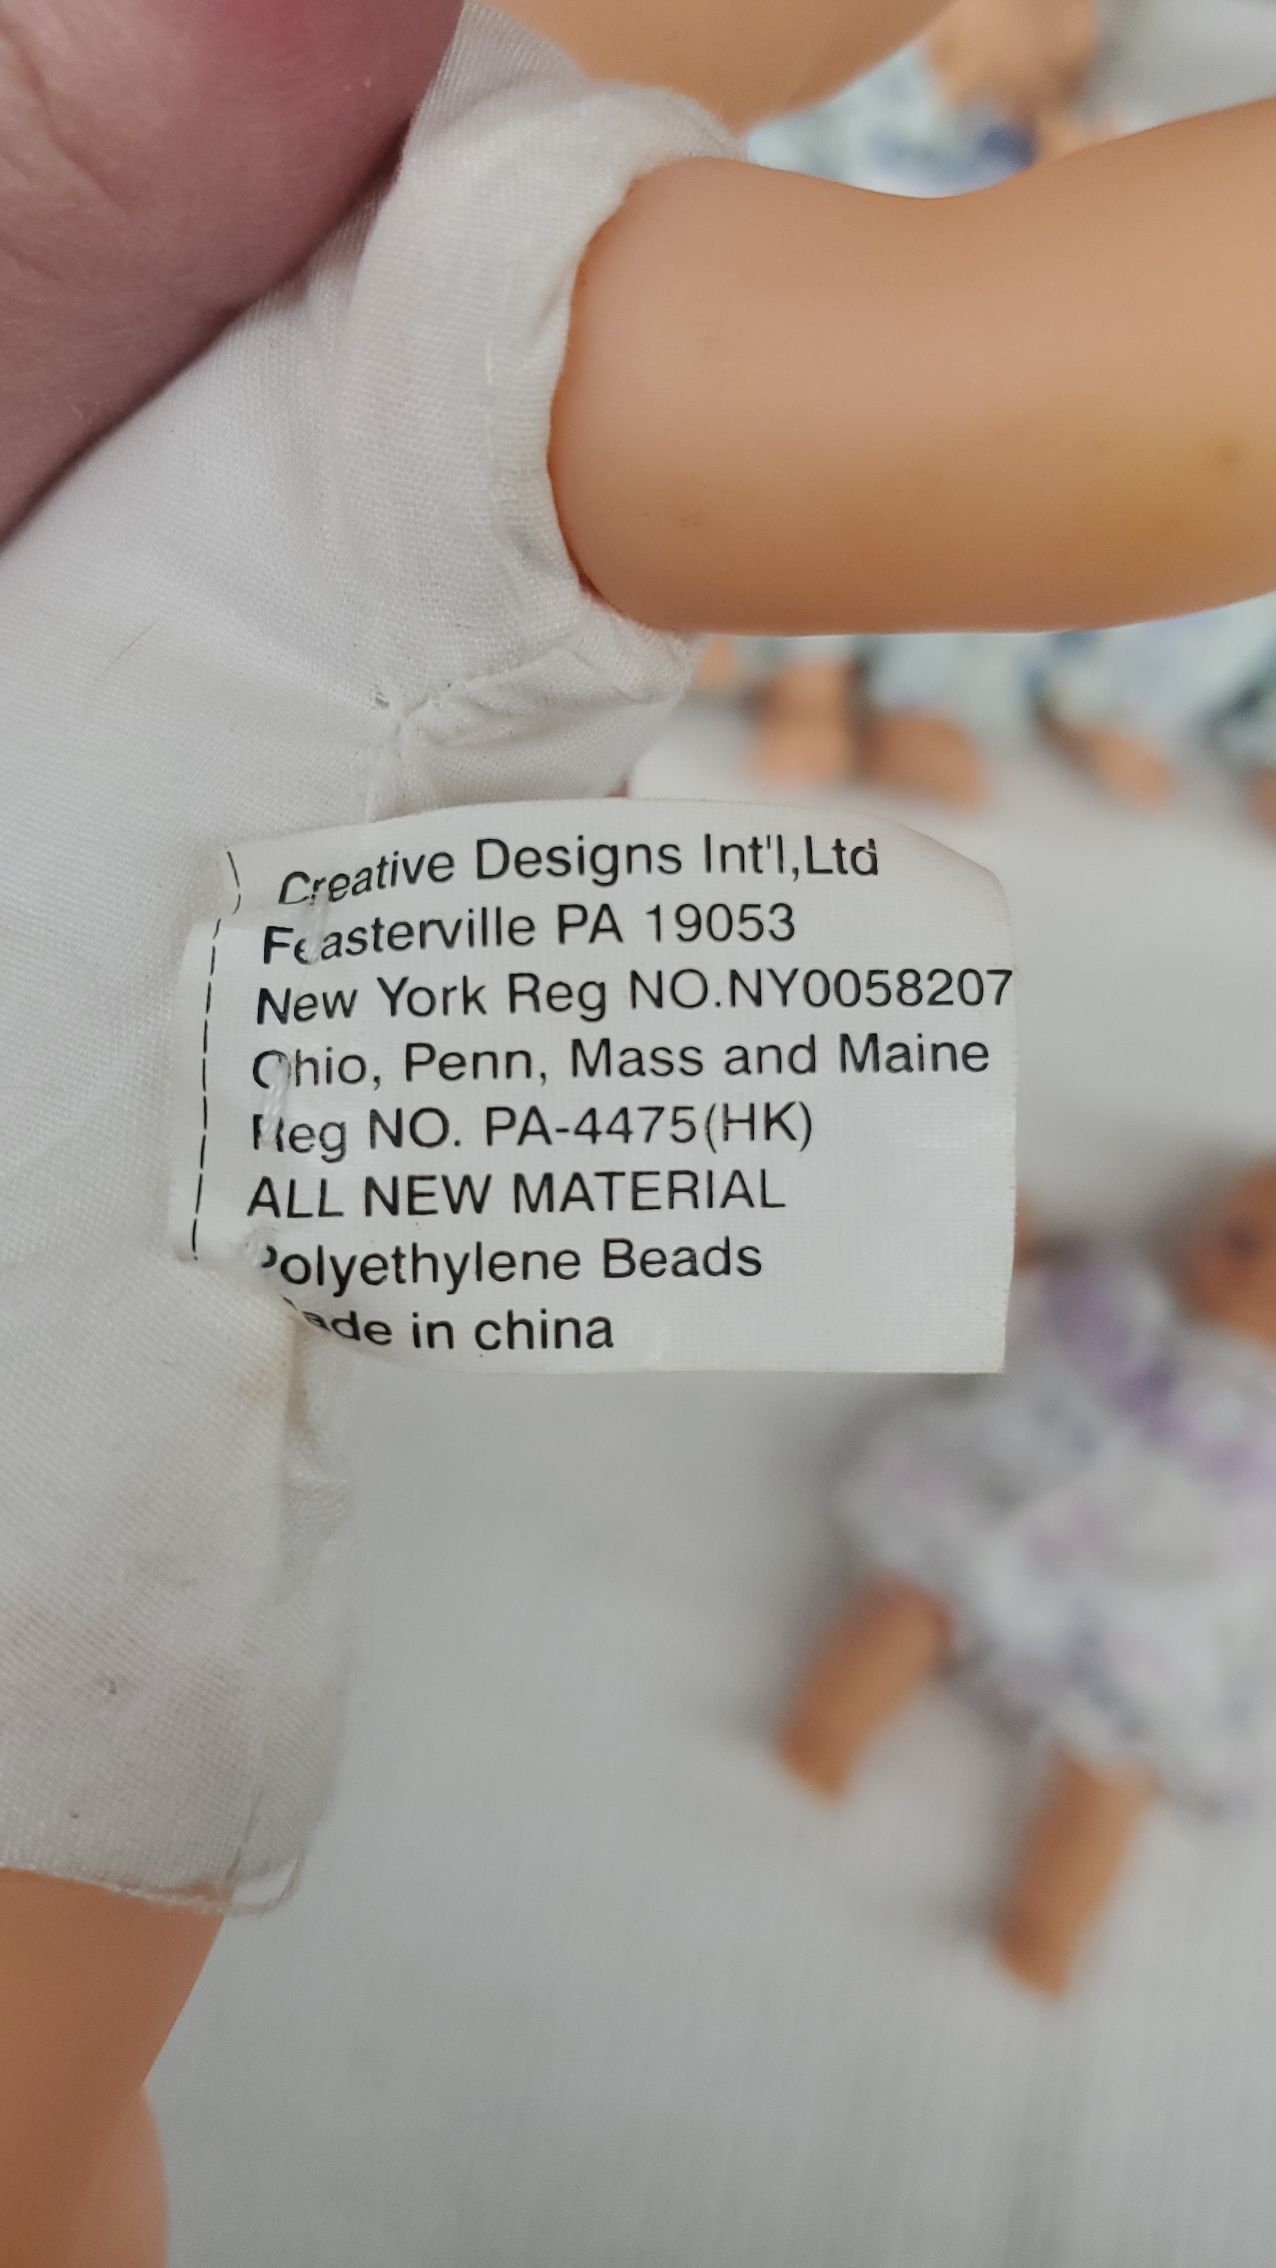 Creative Designs Int'l,Ltd
Feasterville PA 19053
New York Reg NO.NY0058207
Ohio, Penn, Mass and Maine
Reg NO. PA-4475(HK)
ALL NEW MATERIAL
Polyethylene Beads
Made in china